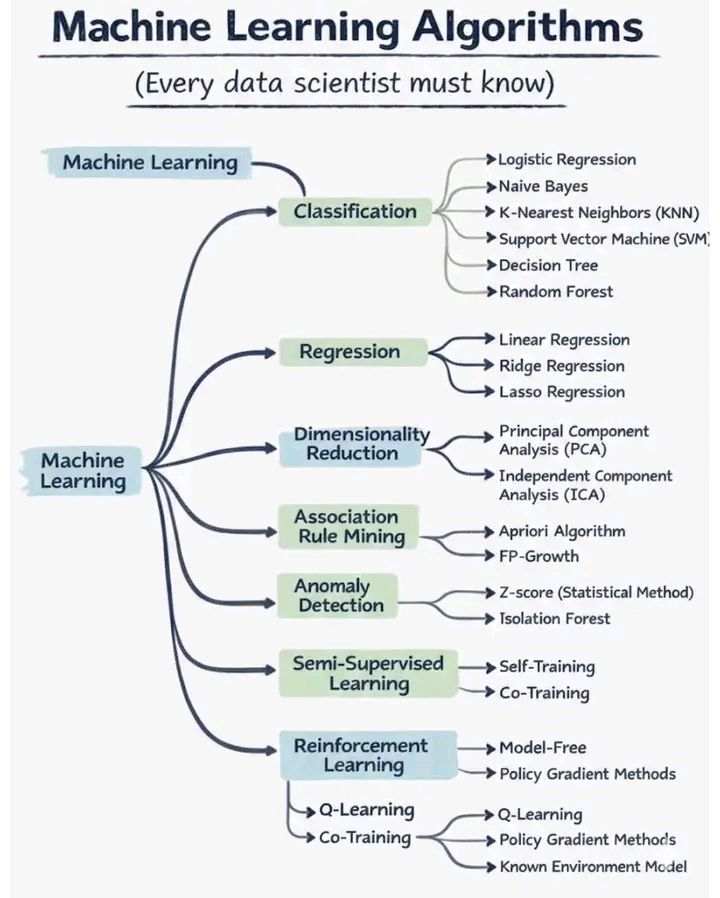 Machine Learning Algorithms
(Every data scientist must know)
Machine Learning
Classification
Logistic Regression
Naive Bayes
K-Nearest Neighbors (KNN)
Support Vector Machine (SVM)
Decision Tree
Random Forest
Regression
Linear Regression
Ridge Regression
Lasso Regression
Machine
Learning
Dimensionality
Reduction
Principal Component
Analysis (PCA)
Independent Component
Analysis (ICA)
Association
Rule Mining
Apriori Algorithm
FP-Growth
Anomaly
Detection
Z-score (Statistical Method)
Isolation Forest
Semi-Supervised
Learning
Self-Training
Co-Training
Reinforcement
Learning
Model-Free
Policy Gradient Methods
Q-Learning
Co-Training
Q-Learning
Policy Gradient Methods
Known Environment Model